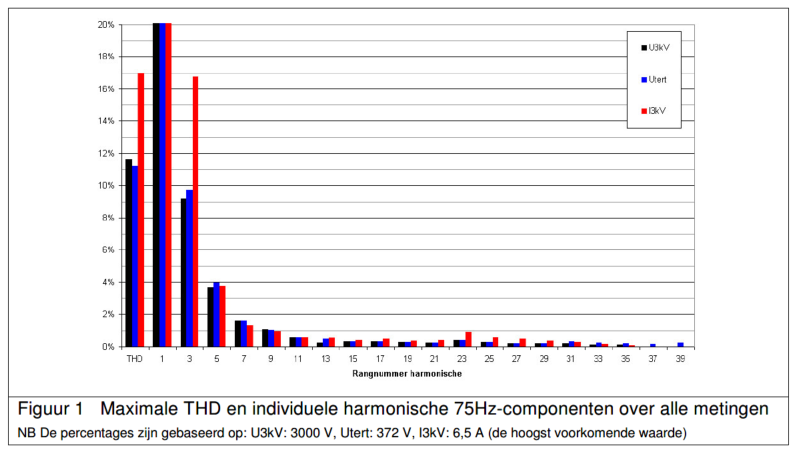 20%
18%
16%
14%
12%
10%
8%
6%
4%
2%
0%
U3kV
Utert
I3kV
THD 1 3 5 7 9 11 13 15 17 19 21 23 25 27 29 31 33 35 37 39
Rangnummer harmonische
Figuur 1 Maximale THD en individuele harmonische 75Hz-componenten over alle metingen
NB De percentages zijn gebaseerd op: U3kV: 3000 V, Utert: 372 V, I3kV: 6,5 A (de hoogst voorkomende waarde)